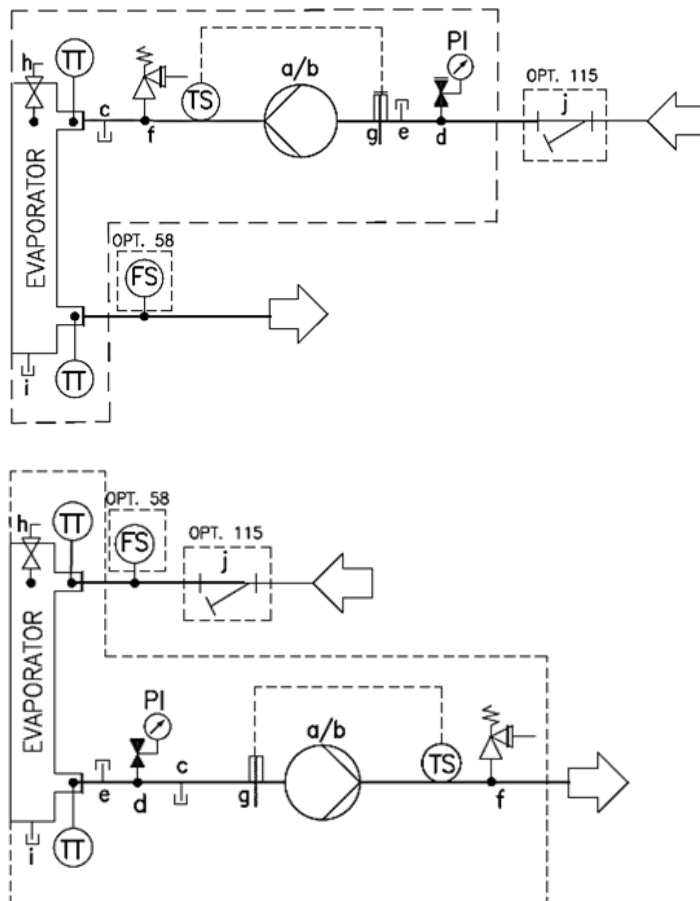 h TT
c
f
TS
a/b
g
e
PI
d
OPT. 115
j
EVAPORATOR
OPT. 58
FS
i
TT
h
TT
OPT. 58
FS
OPT. 115
j
EVAPORATOR
PI
e
d
c
g
a/b
TS
f
i
TT